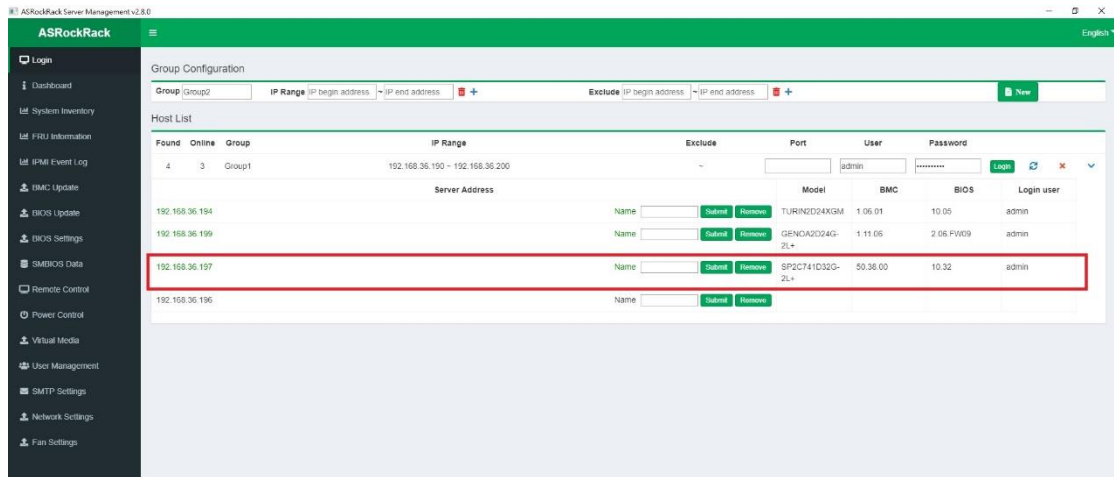 ASRockRack Server Management v2.8.0
ASRockRack
English
Login
Dashboard
System Inventory
FRU Information
IPMI Event Log
BMC Update
BIOS Update
BIOS Settings
SMBIOS Data
Remote Control
Power Control
Virtual Media
User Management
SMTP Settings
Network Settings
Fan Settings
Group Configuration
Group Group2 IP Range IP begin address ~ IP end address Exclude IP begin address ~ IP end address New
Host List
Found Online Group IP Range Exclude Port User Password
4 3 Group1 192.168.36.190 ~ 192.168.36.200 ~ admin ·········· Login
Server Address Model BMC BIOS Login user
192.168.36.194 Name Submit Remove TURIN2D24XGM 1.06.01 10.05 admin
192.168.36.199 Name Submit Remove GENOA2D24G- 1.11.06 2.06.FW09 admin
2L+
192.168.36.197 Name Submit Remove SP2C741D32G- 50.38.00 10.32 admin
2L+
192.168.36.196 Name Submit Remove